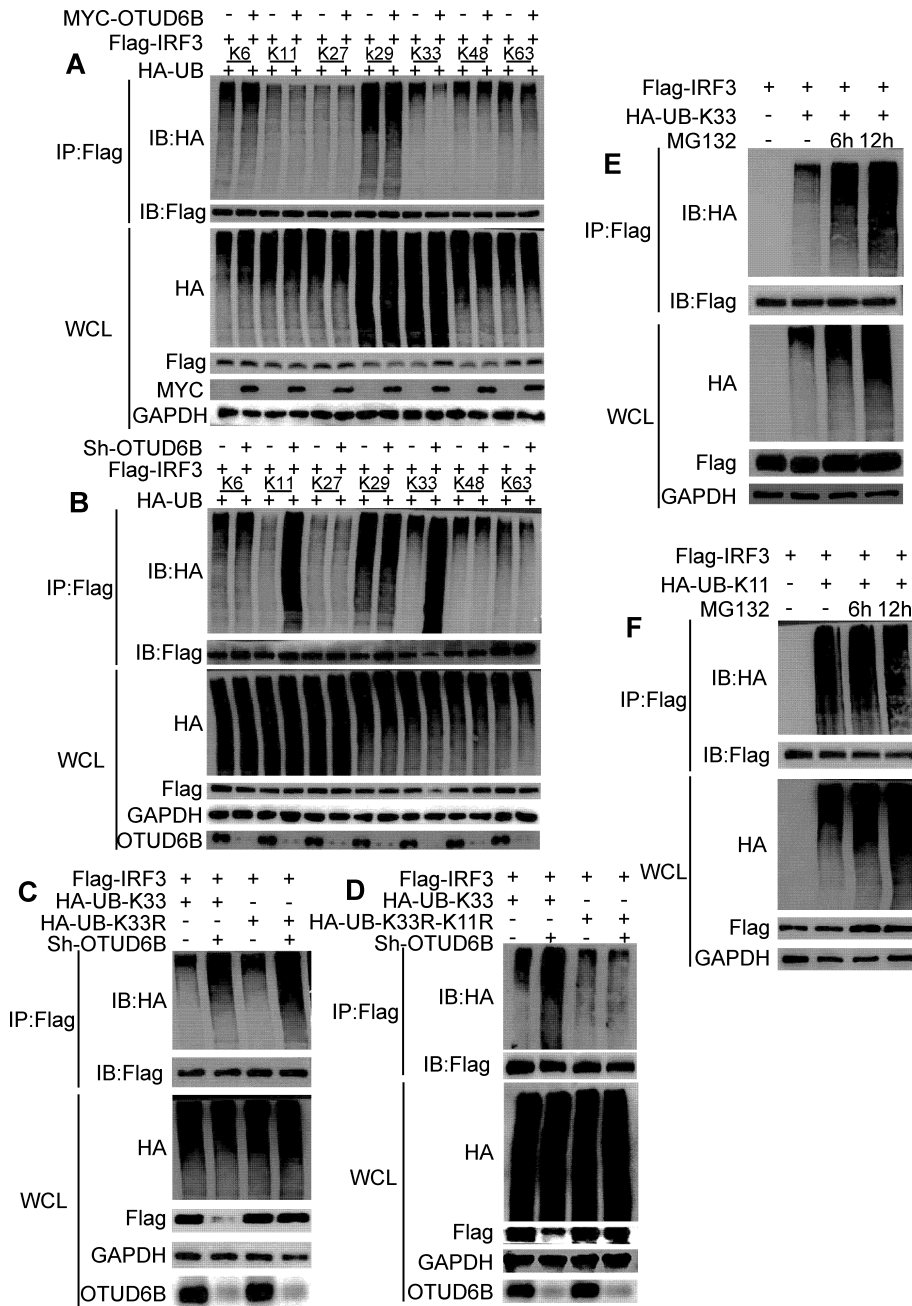 MYC-OTUD6B - + - + - + - + - + - + - +
Flag-IRF3 + + + + + + + + + + + + + +
K6 K11 K27 k29 K33 K48 K63
A
HA-UB + + + + + + + + + + + + + +
IB:HA
IP:Flag
IB:Flag
HA
WCL
Flag
MYC
GAPDH
Sh-OTUD6B - + - + - + - + - + - + - +
Flag-IRF3 + + + + + + + + + + + + + +
K6 K11 K27 K29 K33 K48 K63
B
HA-UB + + + + + + + + + + + + + +
IB:HA
IP:Flag
IB:Flag
HA
WCL
Flag
GAPDH
OTUD6B
C
Flag-IRF3 + + + +
HA-UB-K33 + +
HA-UB-K33R + +
Sh-OTUD6B - + - +
IB:HA
IP:Flag
IB:Flag
HA
WCL
Flag
GAPDH
OTUD6B
D
Flag-IRF3 + + + +
HA-UB-K33 + +
HA-UB-K33R-K11R + +
Sh-OTUD6B - + - +
IB:HA
IP:Flag
IB:Flag
HA
WCL
Flag
GAPDH
OTUD6B
Flag-IRF3 + + + +
HA-UB-K33 - + + +
MG132 - - 6h 12h
E
IB:HA
IP:Flag
IB:Flag
HA
WCL
Flag
GAPDH
Flag-IRF3 + + + +
HA-UB-K11 - + + +
MG132 - - 6h 12h
F
IB:HA
IP:Flag
IB:Flag
HA
WCL
Flag
GAPDH